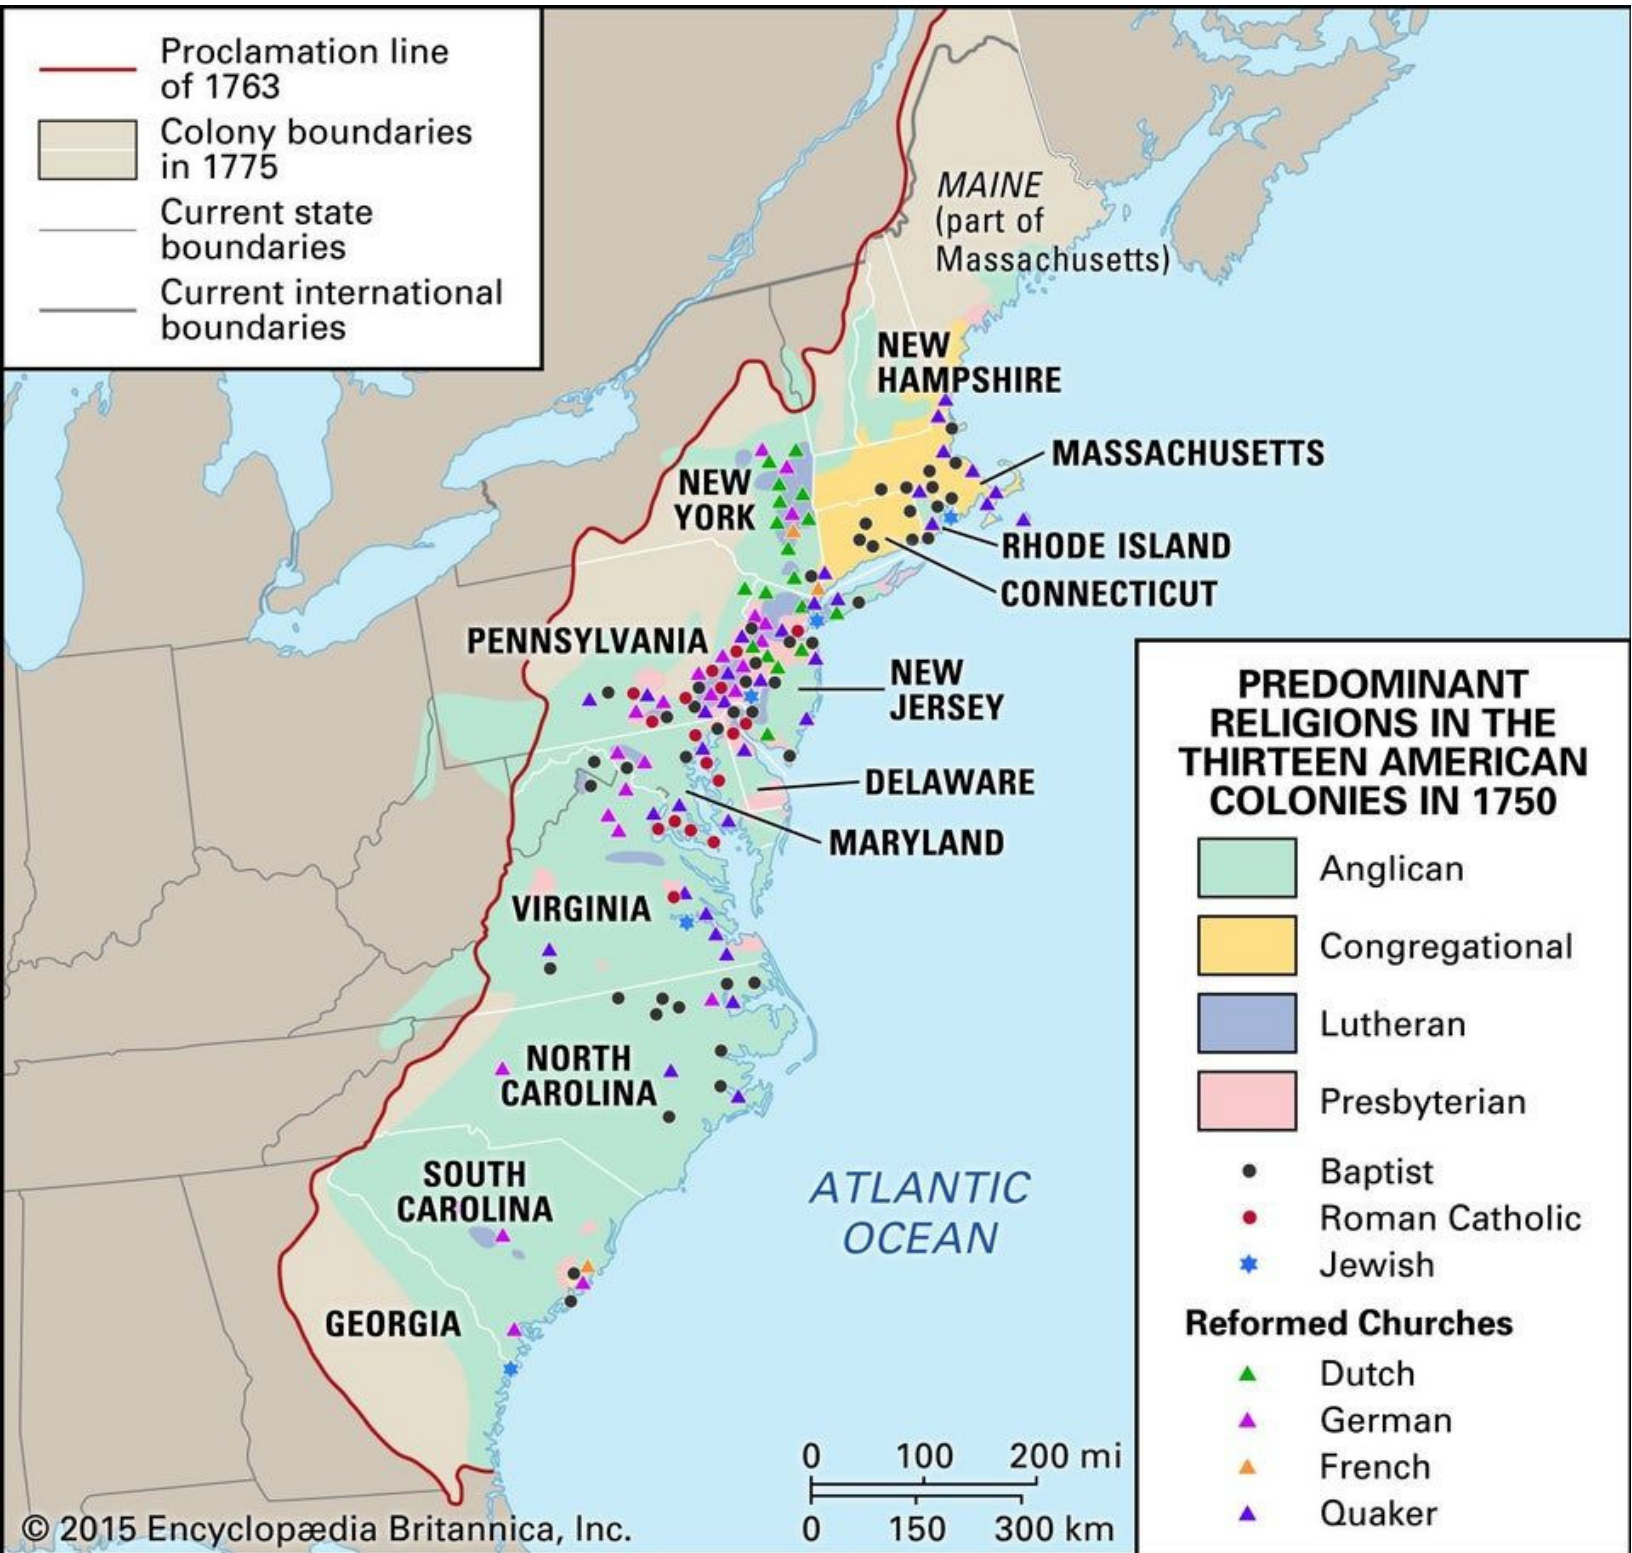 Proclamation line
of 1763
Colony boundaries
in 1775
Current state
boundaries
Current international
boundaries
MAINE
(part of
Massachusetts)
NEW
HAMPSHIRE
MASSACHUSETTS
NEW
YORK
RHODE ISLAND
CONNECTICUT
PENNSYLVANIA
NEW
JERSEY
DELAWARE
MARYLAND
VIRGINIA
NORTH
CAROLINA
SOUTH
CAROLINA
GEORGIA
ATLANTIC
OCEAN
PREDOMINANT
RELIGIONS IN THE
THIRTEEN AMERICAN
COLONIES IN 1750
Anglican
Congregational
Lutheran
Presbyterian
Baptist
Roman Catholic
Jewish
Reformed Churches
Dutch
German
French
Quaker
0 100 200 mi
0 150 300 km
© 2015 Encyclopædia Britannica, Inc.